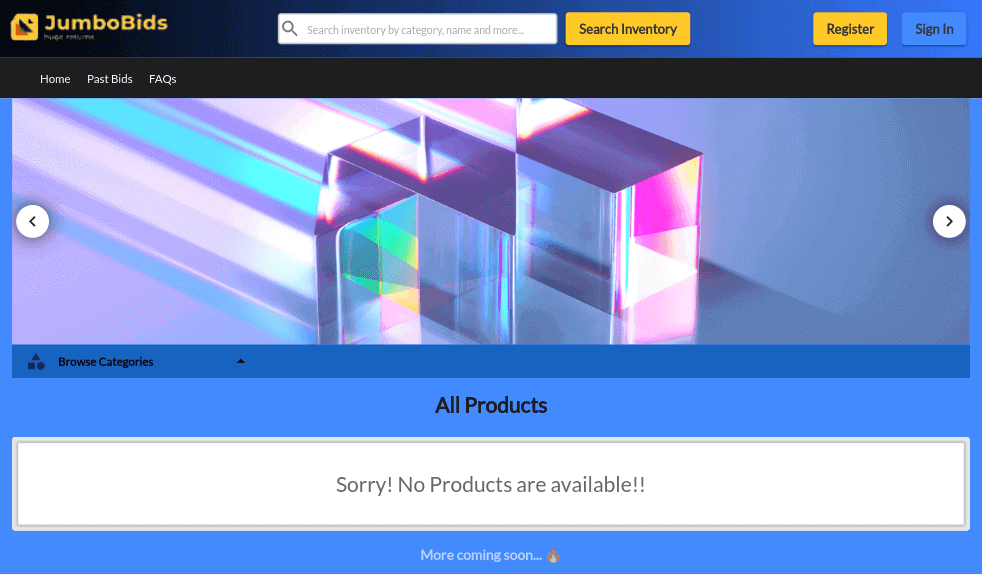 JumboBids
huge returns
Search inventory by category, name and more...
Search Inventory
Register
Sign In
Home
Past Bids
FAQs
Browse Categories
All Products
Sorry! No Products are available!!
More coming soon... 🔥